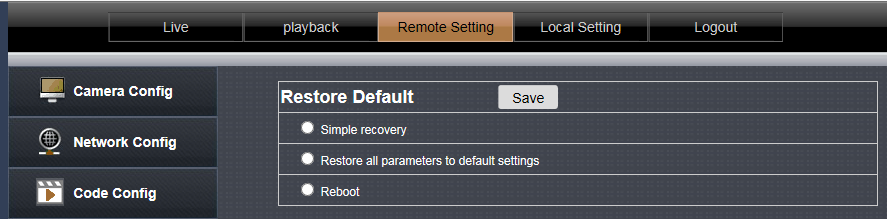 Live playback Remote Setting Local Setting Logout
Camera Config
Network Config
Code Config
Restore Default Save
Simple recovery
Restore all parameters to default settings
Reboot